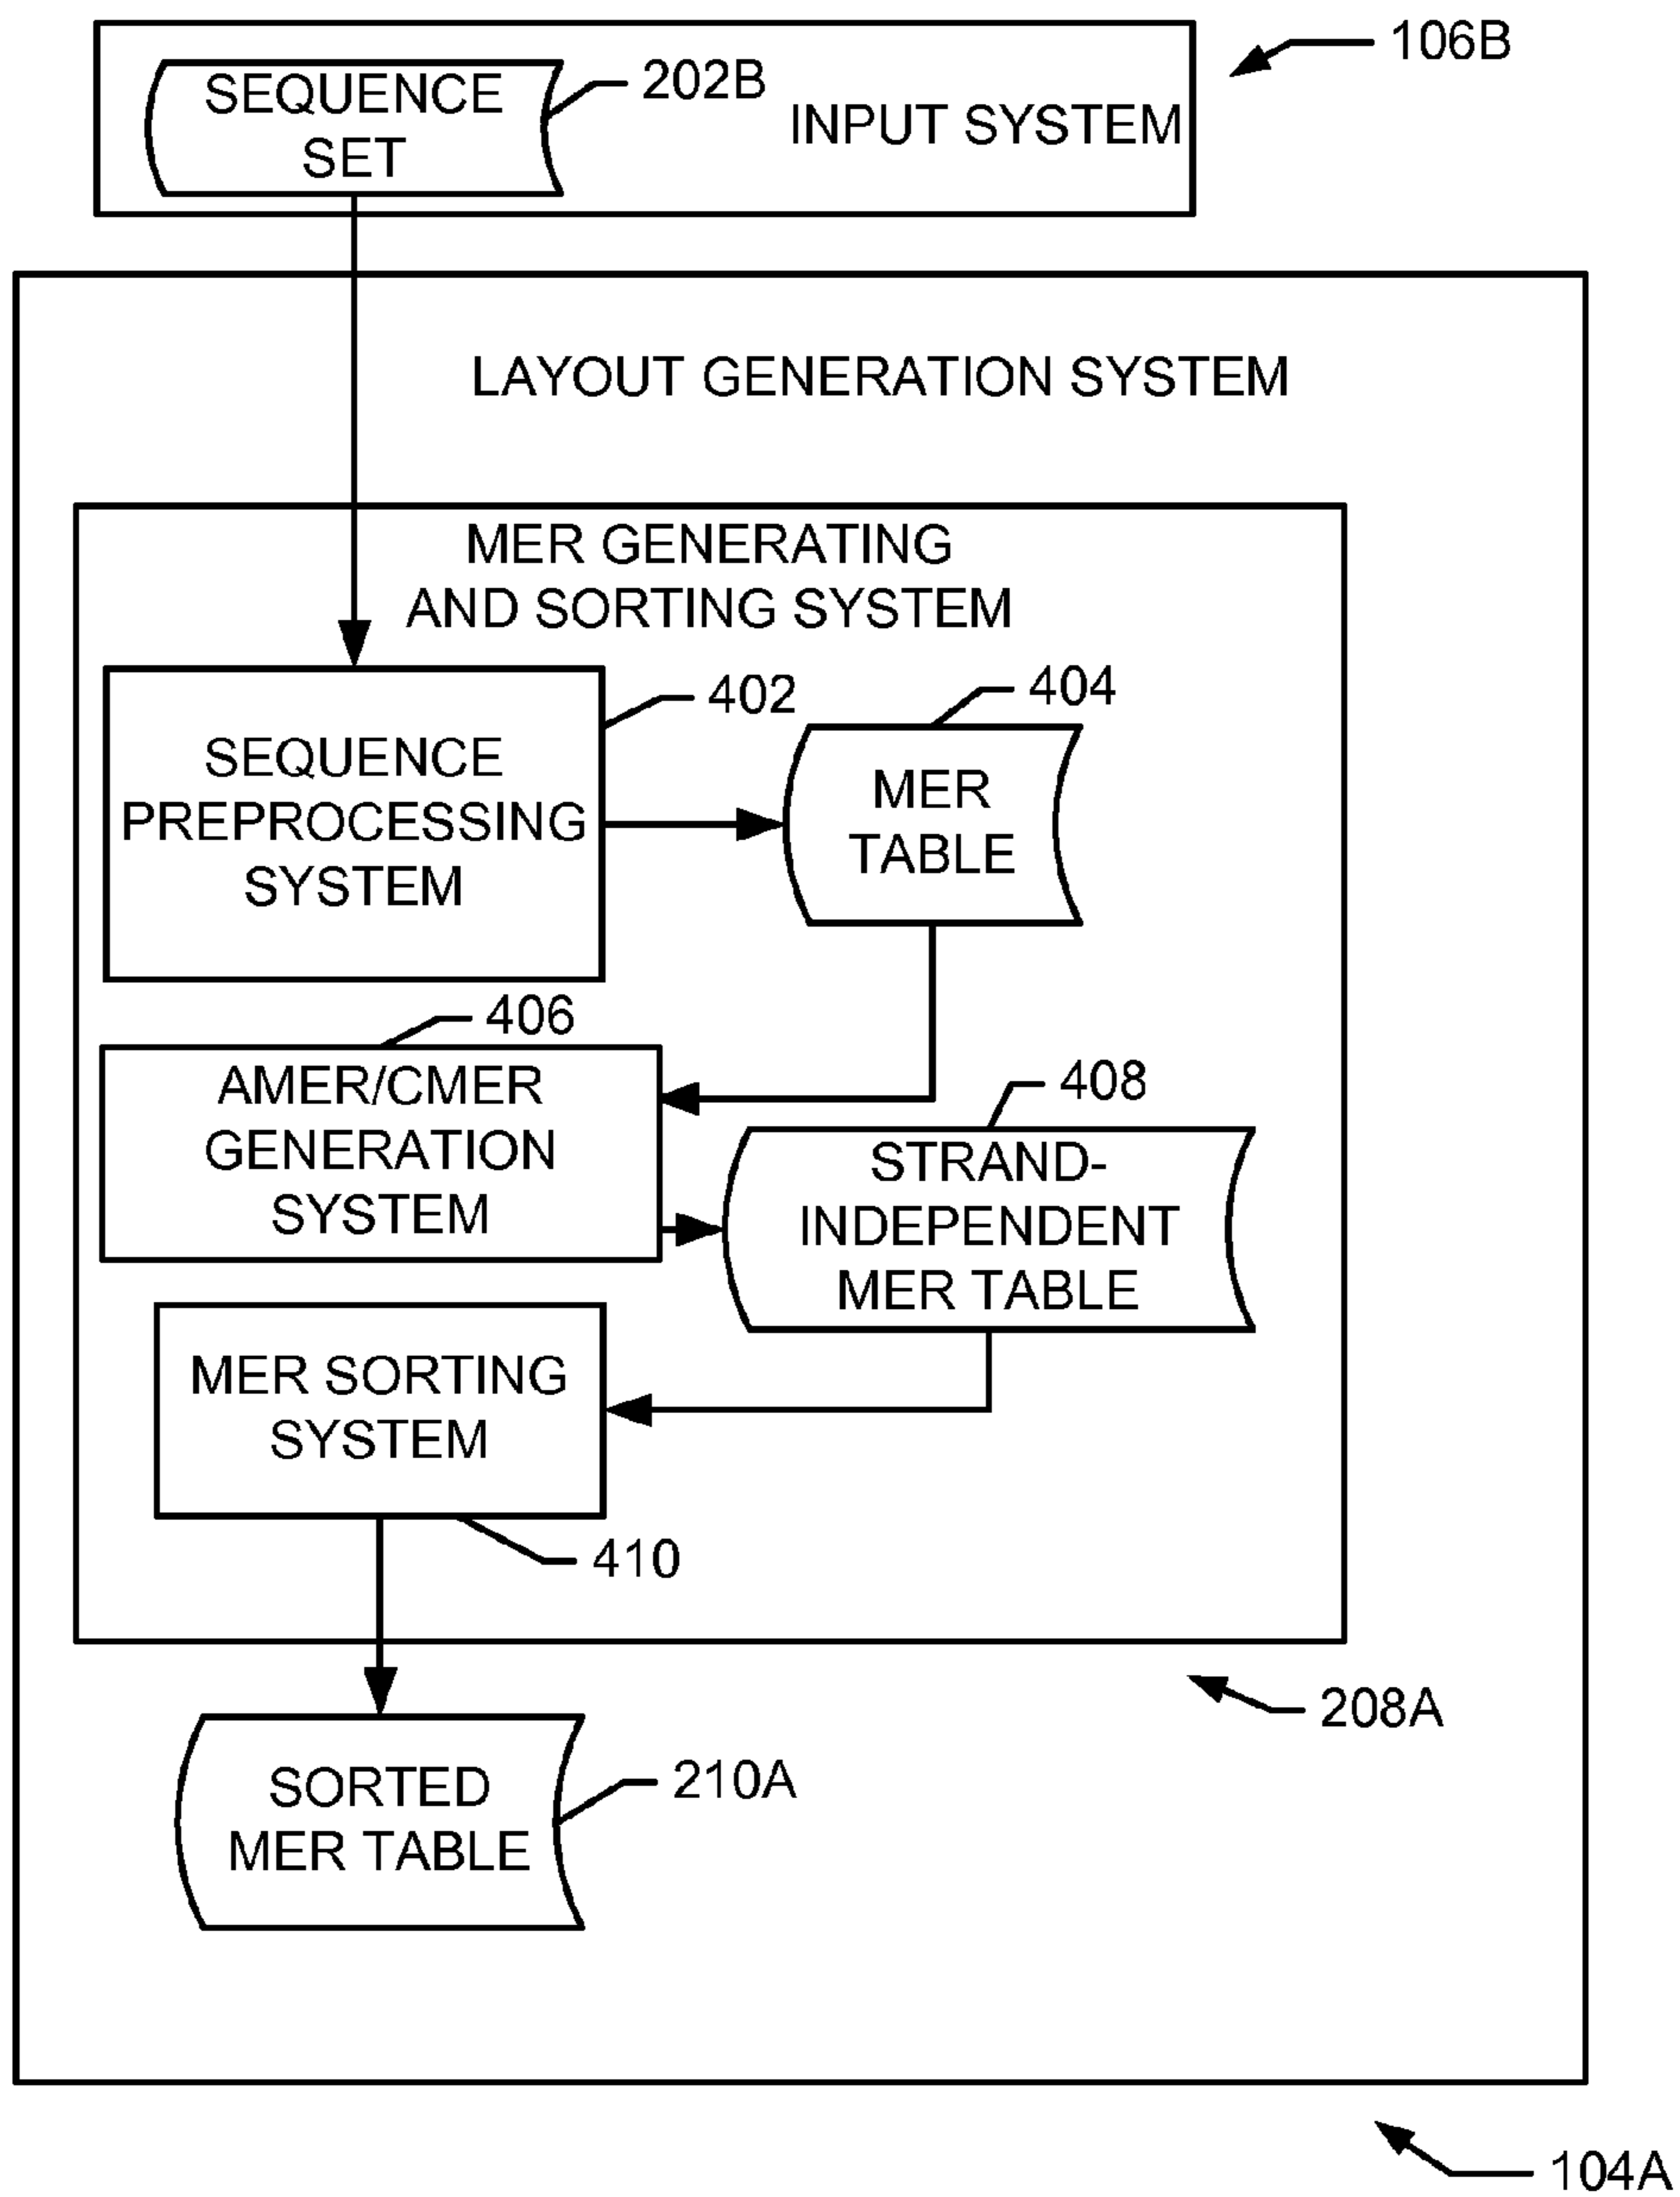 106B
202B
SEQUENCE
SET
INPUT SYSTEM
LAYOUT GENERATION SYSTEM
MER GENERATING
AND SORTING SYSTEM
402
404
SEQUENCE
PREPROCESSING
SYSTEM
MER
TABLE
406
AMER/CMER
GENERATION
SYSTEM
408
STRAND-
INDEPENDENT
MER TABLE
MER SORTING
SYSTEM
410
208A
210A
SORTED
MER TABLE
104A